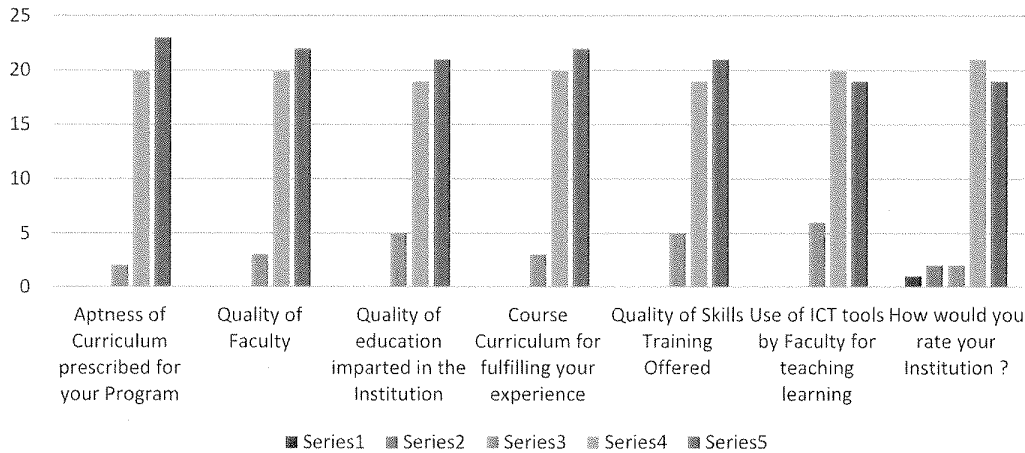 25
20
15
10
5
0
Aptness of
Curriculum
prescribed for
your Program
Quality of
Faculty
Quality of
education
imparted in the
Institution
Course
Curriculum for
fulfilling your
experience
Quality of Skills
Training
Offered
Use of ICT tools
by Faculty for
teaching
learning
How would you
rate your
Institution ?
Series1 Series2 Series3 Series4 Series5